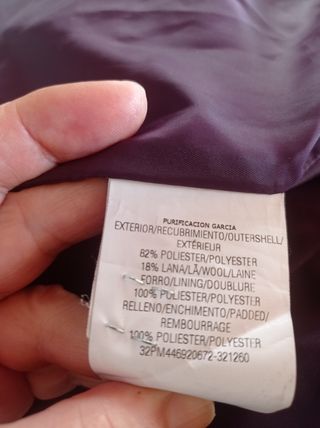 PURIFICACION GARCIA
EXTERIOR/RECUBRIMIENTO/OUTERSHELL/
EXTÉRIEUR
82% POLIESTER/POLYESTER
18% LANA/LÃ/WOOL/LAINE
FORRO/LINING/DOUBLURE
100% POLIESTER/POLYESTER
RELLENO/ENCHIMENTO/PADDED/
REMBOURRAGE
100% POLIESTER/POLYESTER
32PM446920672-321260